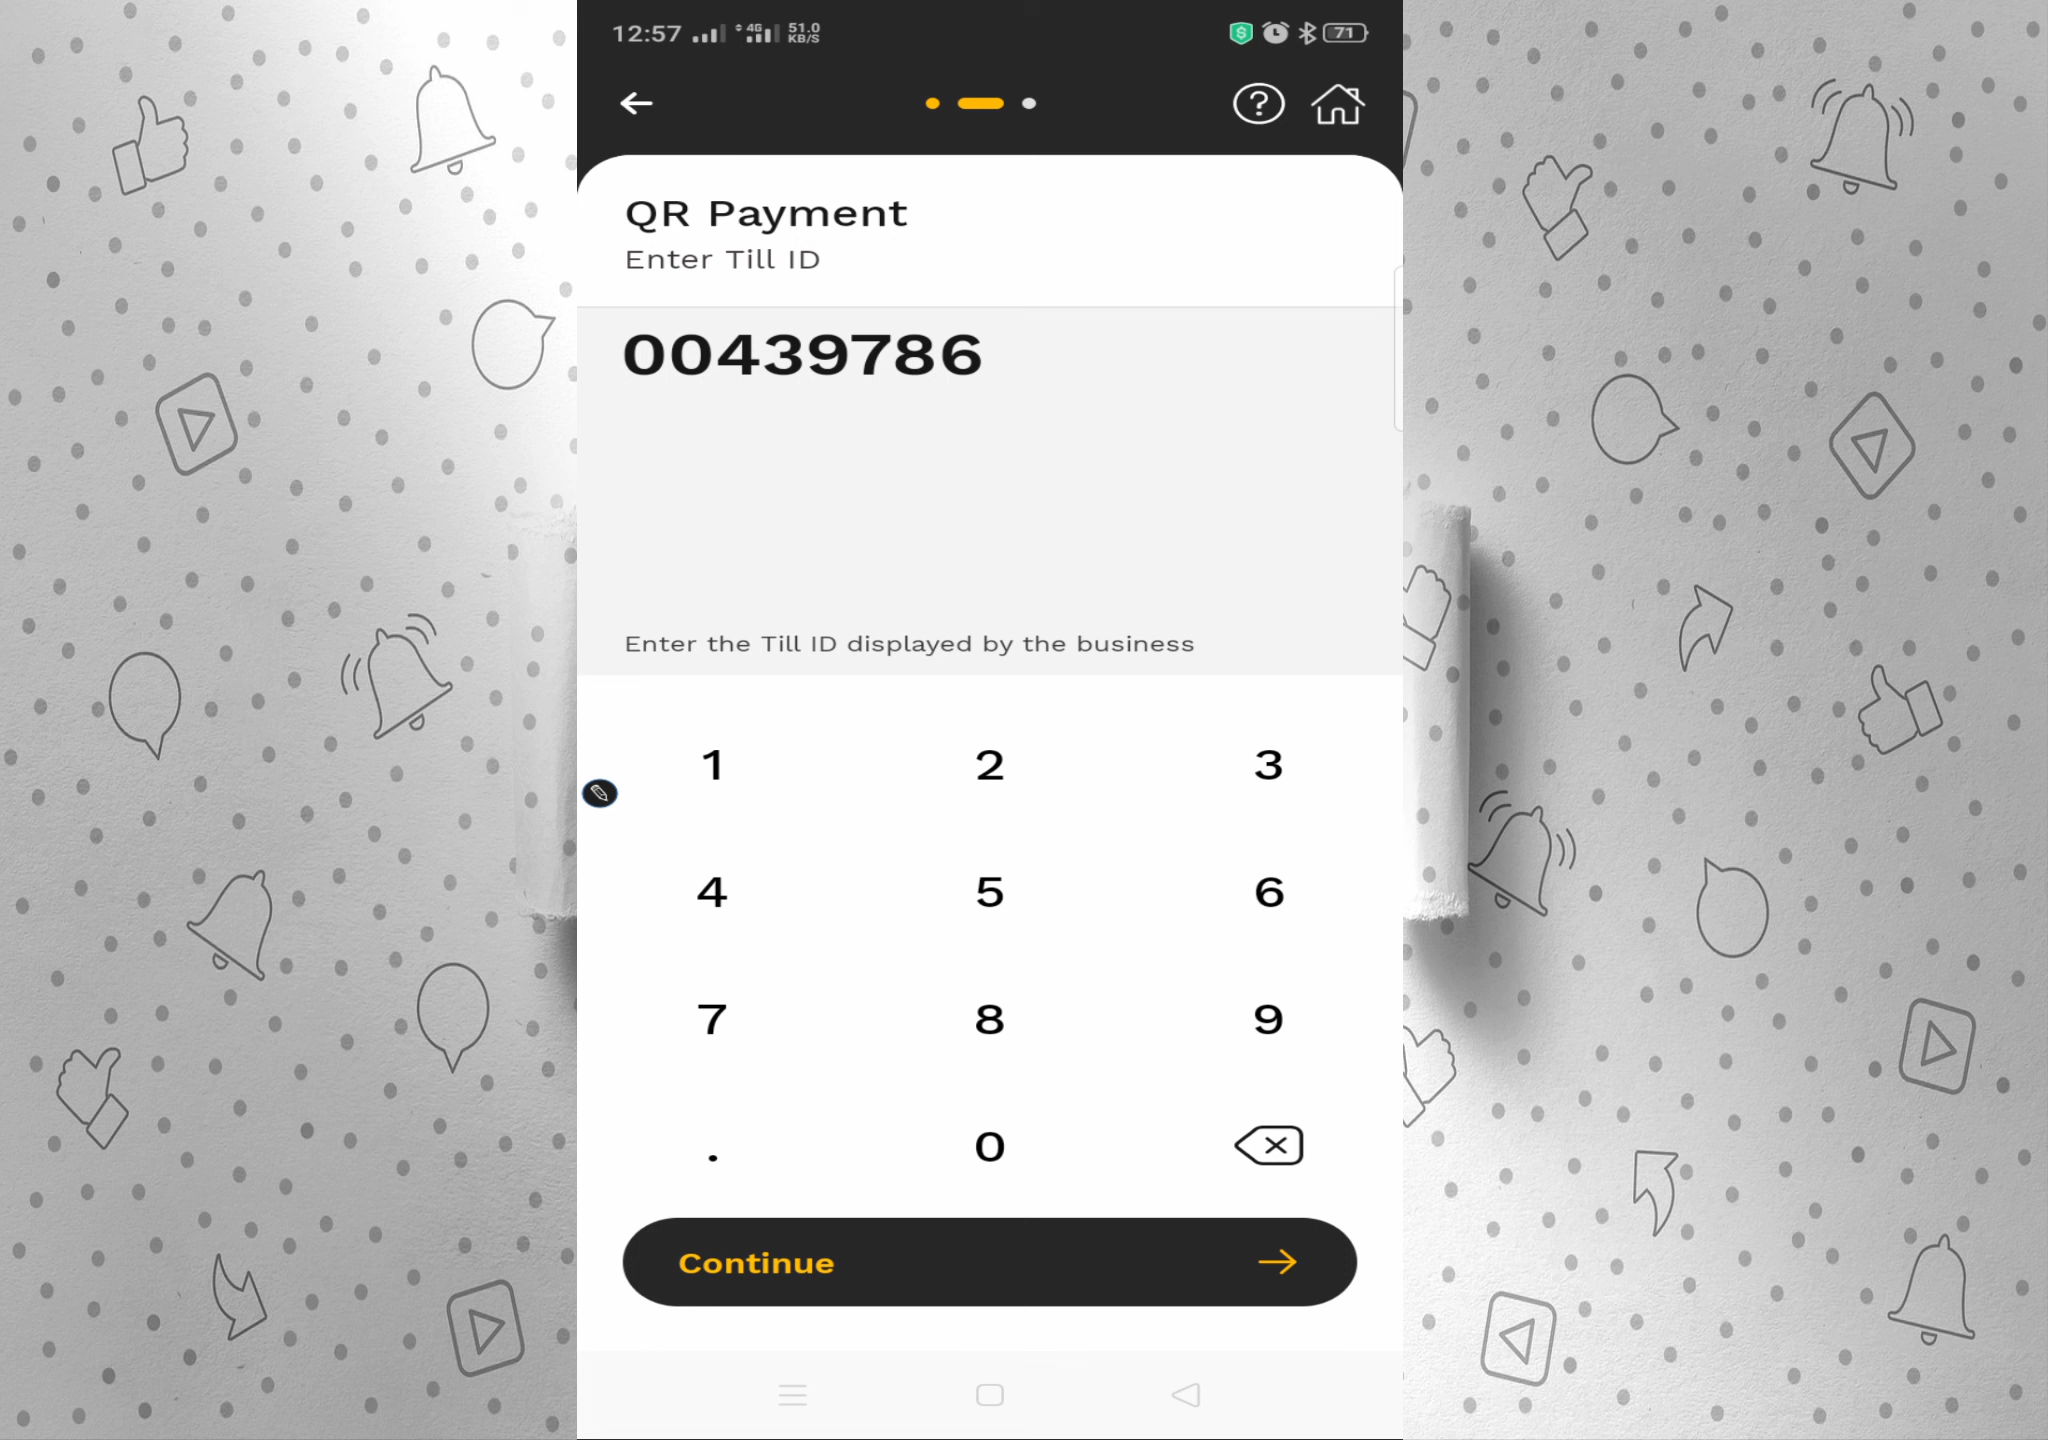 12:57 4G 51.0 KB/S 71
QR Payment
Enter Till ID
00439786
Enter the Till ID displayed by the business
1 2 3
4 5 6
7 8 9
. 0
Continue